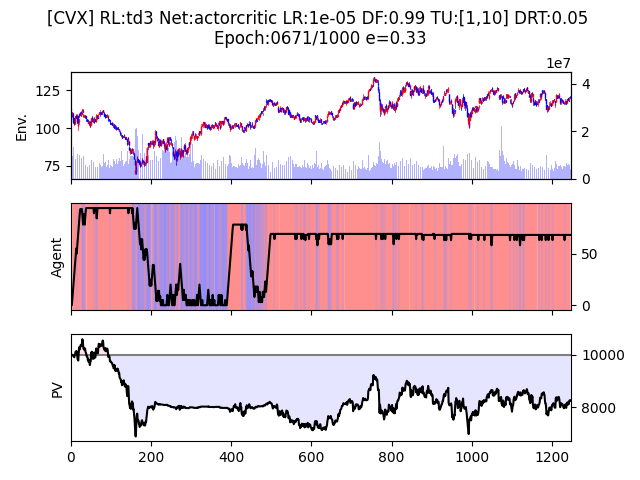 [CVX] RL:td3 Net:actorcritic LR:1e-05 DF:0.99 TU:[1,10] DRT:0.05
Epoch:0671/1000 e=0.33
1e7
125
100
75
Env.
4
2
0
Agent
50
0
PV
10000
8000
0
200
400
600
800
1000
1200